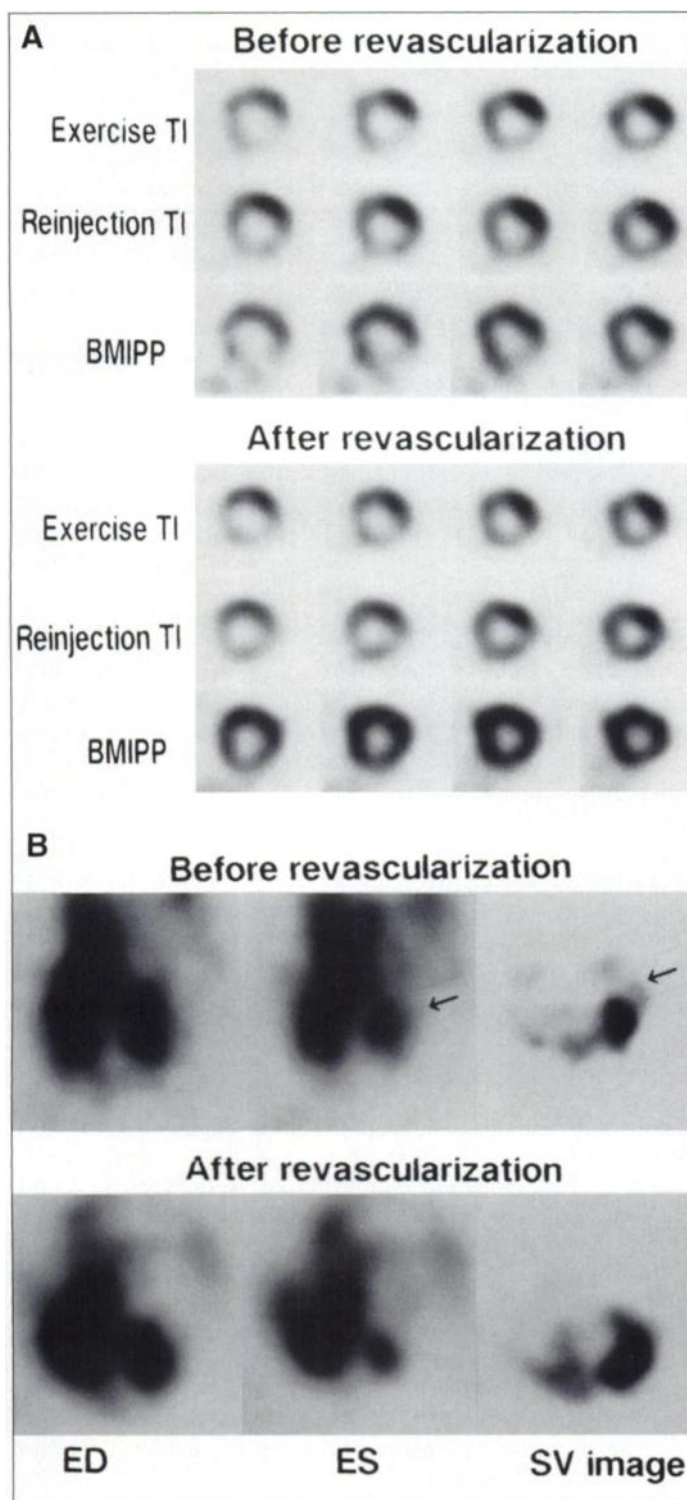 A
Before revascularization
Exercise Tl
Reinjection Tl
BMIPP
After revascularization
Exercise Tl
Reinjection Tl
BMIPP
B
Before revascularization
After revascularization
ED ES SV image